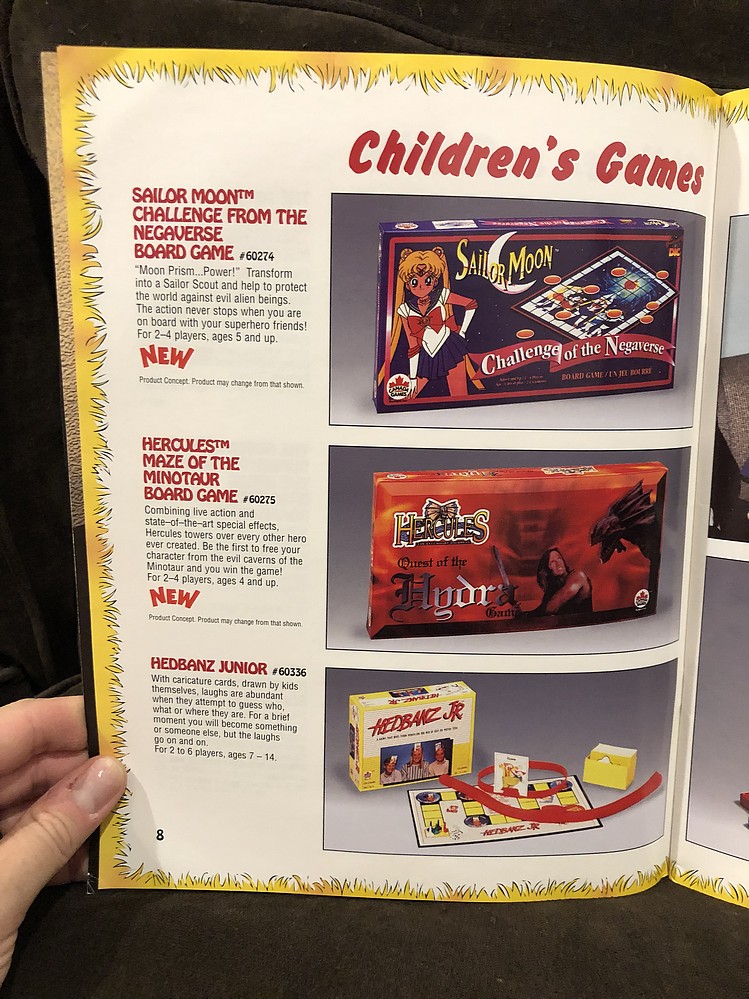 Children's Games
SAILOR MOON™
CHALLENGE FROM THE
NEGAVERSE
BOARD GAME #60274
"Moon Prism...Power!" Transform
into a Sailor Scout and help to protect
the world against evil alien beings.
The action never stops when you are
on board with your superhero friends!
For 2–4 players, ages 5 and up.
NEW
Product Concept. Product may change from that shown.
SAILOR MOON
Challenge of the Negaverse
BOARD GAME / UN JEU BOURRÉ
CANADA
GAMES
HERCULES™
MAZE OF THE
MINOTAUR
BOARD GAME #60275
Combining live action and
state–of–the–art special effects,
Hercules towers over every other hero
ever created. Be the first to free your
character from the evil caverns of the
Minotaur and you win the game!
For 2–4 players, ages 4 and up.
NEW
Product Concept. Product may change from that shown.
HERCULES
Quest of the
Hydra
Game
HEDBANZ JUNIOR #60336
With caricature cards, drawn by kids
themselves, laughs are abundant
when they attempt to guess who,
what or where they are. For a brief
moment you will become something
or someone else, but the laughs
go on and on.
For 2 to 6 players, ages 7 – 14.
HEDBANZ JR
HEDBANZ JR
8